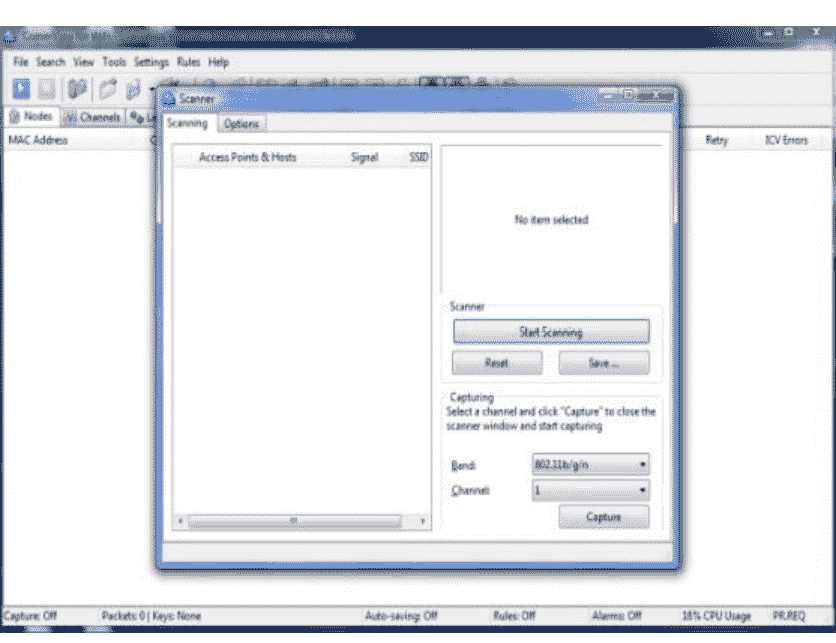 File Search View Tools Settings Rules Help
Nodes Channels
MAC Address Retry ICV Errors
Scanner
Scanning Options
Access Points & Hosts Signal SSID
No item selected
Scanner
Start Scanning
Reset Save ...
Capturing
Select a channel and click "Capture" to close the
scanner window and start capturing
Band: 802.11b/g/n
Channel: 1
Capture
Capture: Off Packets: 0 | Keys: None Auto-saving: Off Rules: Off Alarms: Off 18% CPU Usage